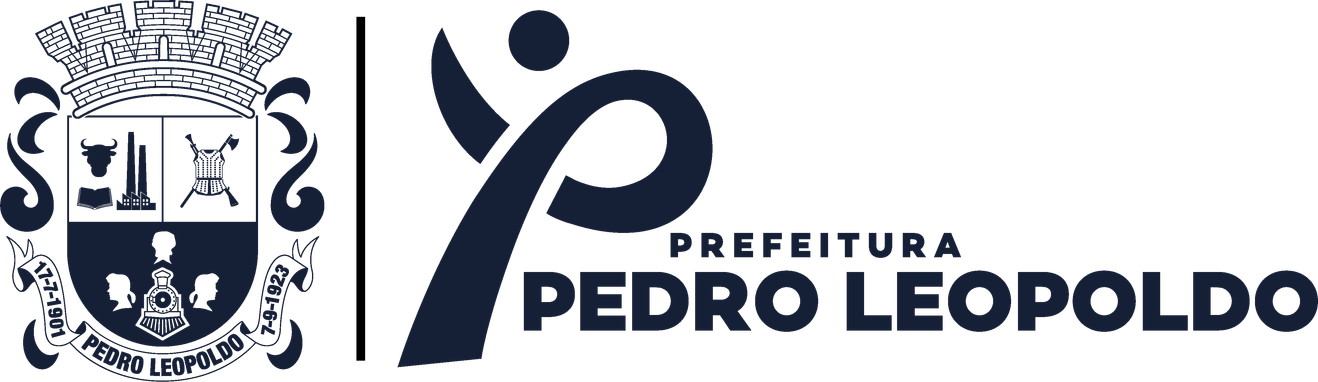 17-7-1901
PEDRO LEOPOLDO
7-9-1923
PREFEITURA
PEDRO LEOPOLDO